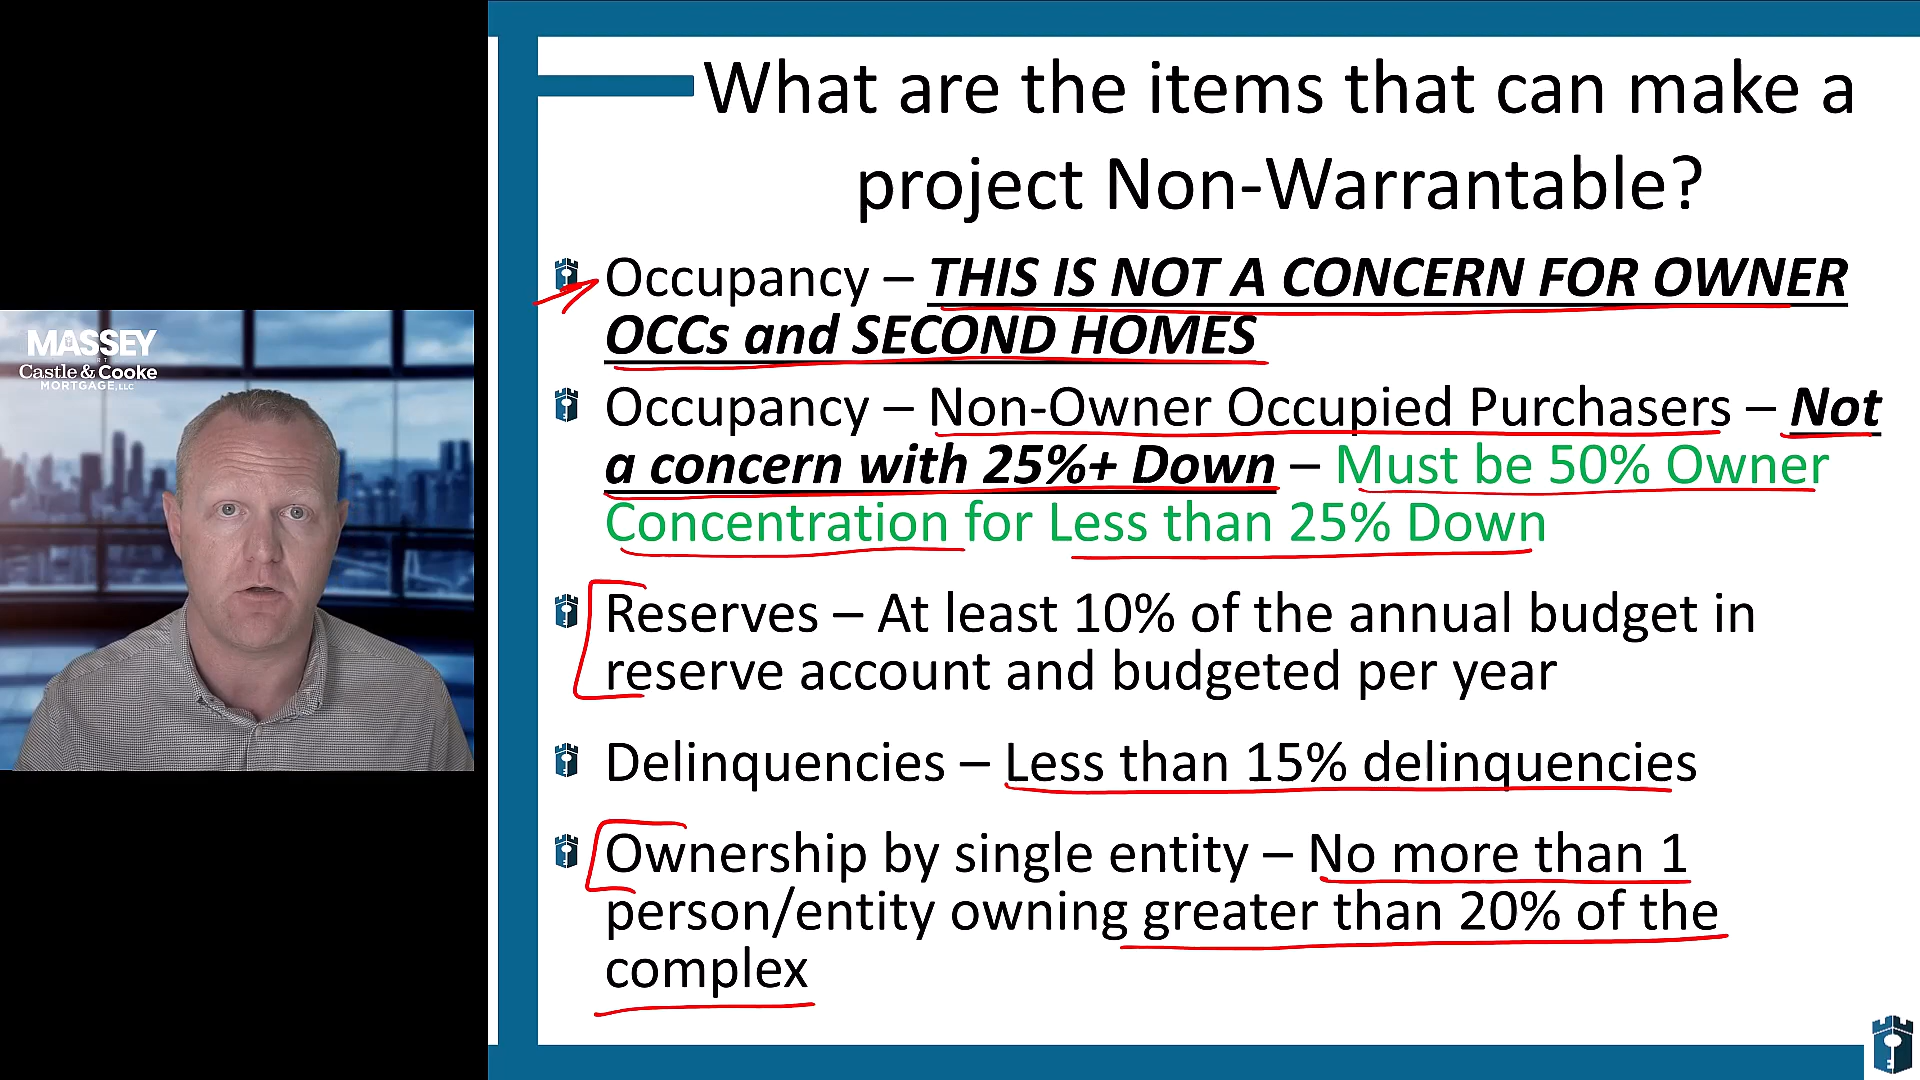 MASSEY
AT
Castle & Cooke
MORTGAGE, LLC
What are the items that can make a
project Non-Warrantable?
Occupancy – THIS IS NOT A CONCERN FOR OWNER
OCCs and SECOND HOMES
Occupancy – Non-Owner Occupied Purchasers – Not
a concern with 25%+ Down – Must be 50% Owner
Concentration for Less than 25% Down
Reserves – At least 10% of the annual budget in
reserve account and budgeted per year
Delinquencies – Less than 15% delinquencies
Ownership by single entity – No more than 1
person/entity owning greater than 20% of the
complex